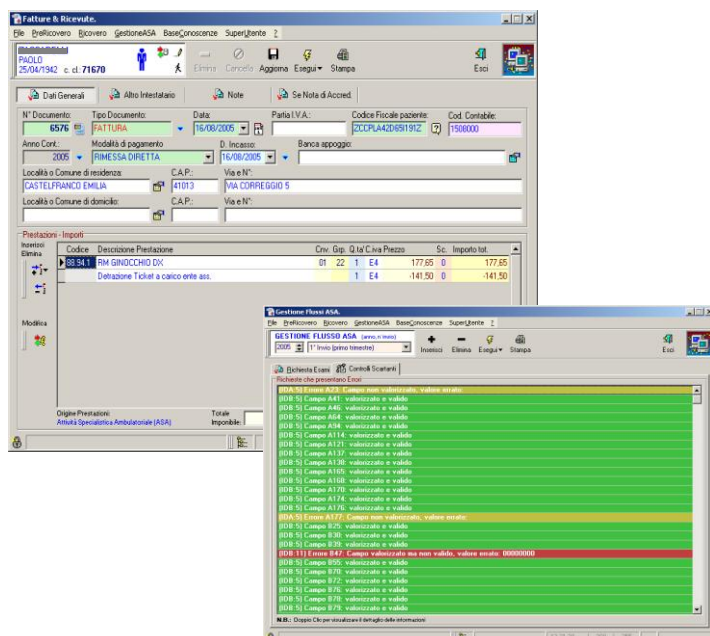 Fatture & Ricevute.
File PreRicovero Ricovero GestioneASA BaseConoscenze SuperUtente ?
PAOLO
25/04/1942 c. cl.: 71670
Elimina Cancella Aggiorna Esegui Stampa Esci
Dati Generali Altro Intestatario Note Se Nota di Accred.
N° Documento: Tipo Documento: Data: Partia I.V.A.: Codice Fiscale paziente: Cod. Contabile:
6576 FATTURA 16/08/2005 ZCCPLA42D65I191Z 1508000
Anno Cont.: Modalità di pagamento D. Incasso: Banca appoggio:
2005 RIMESSA DIRETTA 16/08/2005
Località o Comune di residenza: C.A.P.: Via e N°:
CASTELFRANCO EMILIA 41013 VIA CORREGGIO 5
Località o Comune di domicilio: C.A.P.: Via e N°:
Prestazioni - Importi
Inserisci
Elimina
Codice Descrizione Prestazione Cnv. Grp. Q.ta' C.iva Prezzo Sc. Importo tot.
88.94.1 RM GINOCCHIO DX 01 22 1 E4 177,65 0 177,65
Detrazione Ticket a carico ente ass. 1 E4 -141,50 0 -141,50
Modifica
Origine Prestazioni: Totale
Attività Specialistica Ambulatoriale (ASA) Imponibile:
Gestione Flussi ASA.
File PreRicovero Ricovero GestioneASA BaseConoscenze SuperUtente ?
GESTIONE FLUSSO ASA (anno, n invio)
2005 1° Invio (primo trimestre)
Inserisci Elimina Esegui Stampa Esci
Richiesta Esami Controlli Scartanti
Richieste che presentano Errori
(IDA:5) Errore A23: Campo non valorizzato, valore errato:
(IDB:5) Campo A41: valorizzato e valido
(IDB:5) Campo A46: valorizzato e valido
(IDB:5) Campo A64: valorizzato e valido
(IDB:5) Campo A94: valorizzato e valido
(IDB:5) Campo A114: valorizzato e valido
(IDB:5) Campo A121: valorizzato e valido
(IDB:5) Campo A137: valorizzato e valido
(IDB:5) Campo A138: valorizzato e valido
(IDB:5) Campo A165: valorizzato e valido
(IDB:5) Campo A168: valorizzato e valido
(IDB:5) Campo A170: valorizzato e valido
(IDB:5) Campo A174: valorizzato e valido
(IDB:5) Campo A176: valorizzato e valido
(IDA:5) Errore A177: Campo non valorizzato, valore errato:
(IDB:5) Campo B25: valorizzato e valido
(IDB:5) Campo B30: valorizzato e valido
(IDB:5) Campo B39: valorizzato e valido
(IDB:11) Errore B47: Campo valorizzato ma non valido, valore errato: 00000000
(IDB:5) Campo B55: valorizzato e valido
(IDB:5) Campo B70: valorizzato e valido
(IDB:5) Campo B72: valorizzato e valido
(IDB:5) Campo B76: valorizzato e valido
(IDB:5) Campo B78: valorizzato e valido
(IDB:5) Campo B79: valorizzato e valido
N.B.: Doppio Clic per visualizzare il dettaglio delle informazioni